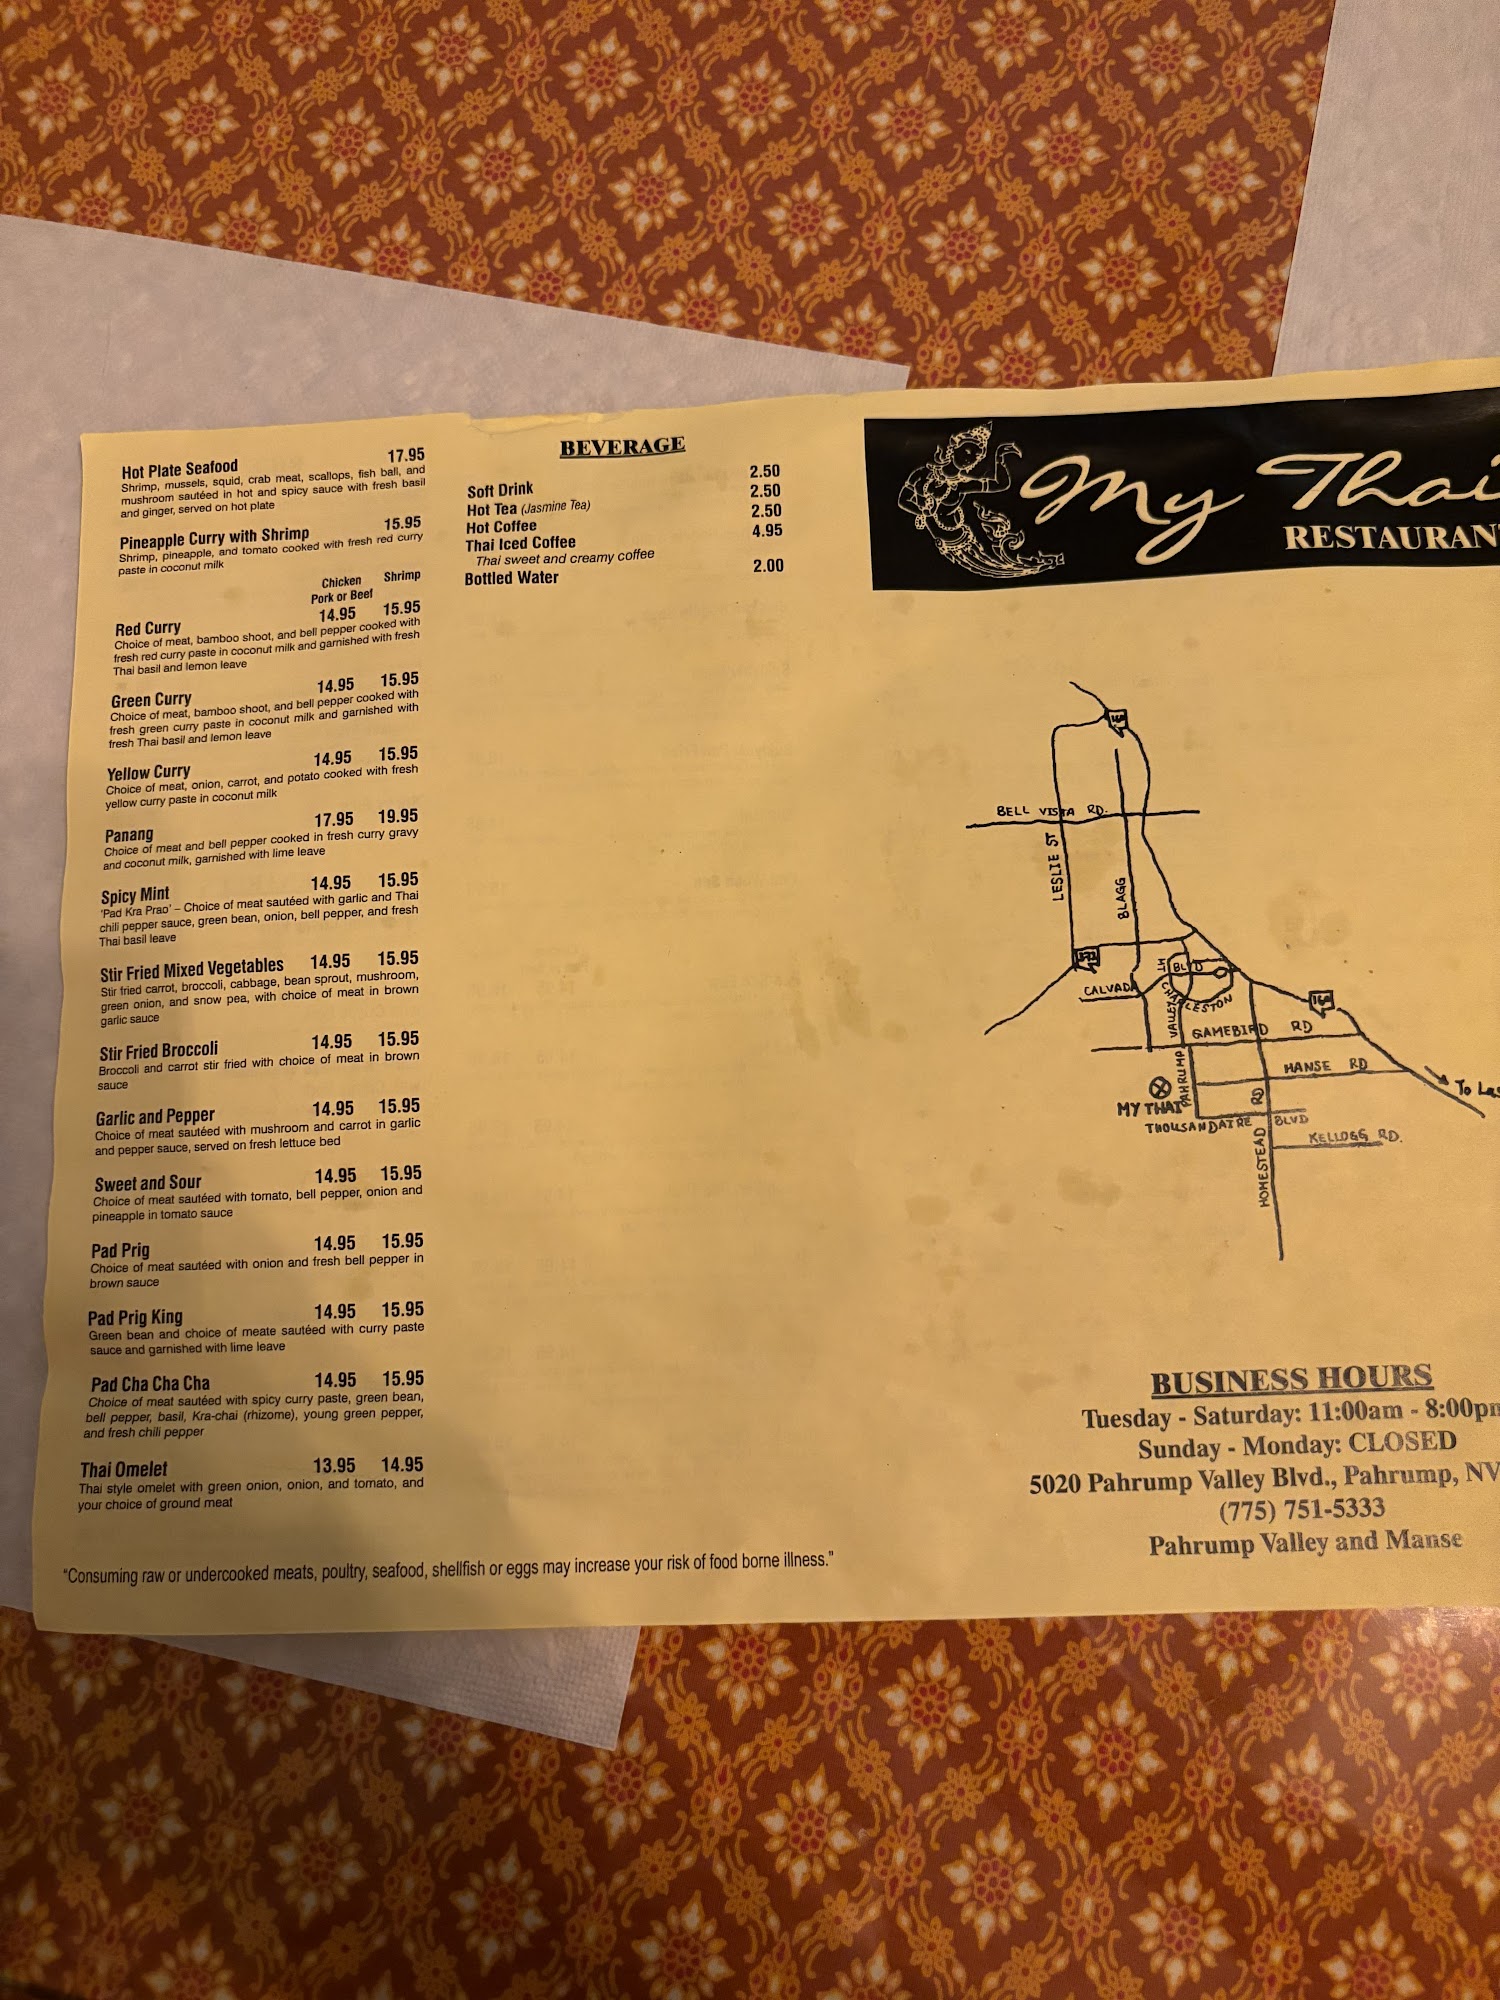 Hot Plate Seafood 17.95
Shrimp, mussels, squid, crab meat, scallops, fish ball, and
mushroom sautéed in hot and spicy sauce with fresh basil
and ginger, served on hot plate
Pineapple Curry with Shrimp 15.95
Shrimp, pineapple, and tomato cooked with fresh red curry
paste in coconut milk
Chicken Shrimp
Pork or Beef
Red Curry 14.95 15.95
Choice of meat, bamboo shoot, and bell pepper cooked with
fresh red curry paste in coconut milk and garnished with fresh
Thai basil and lemon leave
Green Curry 14.95 15.95
Choice of meat, bamboo shoot, and bell pepper cooked with
fresh green curry paste in coconut milk and garnished with
fresh Thai basil and lemon leave
Yellow Curry 14.95 15.95
Choice of meat, onion, carrot, and potato cooked with fresh
yellow curry paste in coconut milk
Panang 17.95 19.95
Choice of meat and bell pepper cooked in fresh curry gravy
and coconut milk, garnished with lime leave
Spicy Mint 14.95 15.95
'Pad Kra Prao' – Choice of meat sautéed with garlic and Thai
chili pepper sauce, green bean, onion, bell pepper, and fresh
Thai basil leave
Stir Fried Mixed Vegetables 14.95 15.95
Stir fried carrot, broccoli, cabbage, bean sprout, mushroom,
green onion, and snow pea, with choice of meat in brown
garlic sauce
Stir Fried Broccoli 14.95 15.95
Broccoli and carrot stir fried with choice of meat in brown
sauce
Garlic and Pepper 14.95 15.95
Choice of meat sautéed with mushroom and carrot in garlic
and pepper sauce, served on fresh lettuce bed
Sweet and Sour 14.95 15.95
Choice of meat sautéed with tomato, bell pepper, onion and
pineapple in tomato sauce
Pad Prig 14.95 15.95
Choice of meat sautéed with onion and fresh bell pepper in
brown sauce
Pad Prig King 14.95 15.95
Green bean and choice of meate sautéed with curry paste
sauce and garnished with lime leave
Pad Cha Cha Cha 14.95 15.95
Choice of meat sautéed with spicy curry paste, green bean,
bell pepper, basil, Kra-chai (rhizome), young green pepper,
and fresh chili pepper
Thai Omelet 13.95 14.95
Thai style omelet with green onion, onion, and tomato, and
your choice of ground meat
"Consuming raw or undercooked meats, poultry, seafood, shellfish or eggs may increase your risk of food borne illness."
BEVERAGE
Soft Drink 2.50
Hot Tea (Jasmine Tea) 2.50
Hot Coffee 2.50
Thai Iced Coffee 4.95
Thai sweet and creamy coffee
Bottled Water 2.00
My Thai
RESTAURANT
160
BELL VISTA RD.
LESLIE ST
BLAGG
372
HT
BLVD
CALVADA
CHARLESTON
160
PAHRUMP VALLEY
GAMEBIRD RD
MANSE RD
To Las
MY THAI
THOUSANDAIRE BLVD
KELLOGG RD.
HOMESTEAD RD
BUSINESS HOURS
Tuesday - Saturday: 11:00am - 8:00pm
Sunday - Monday: CLOSED
5020 Pahrump Valley Blvd., Pahrump, NV
(775) 751-5333
Pahrump Valley and Manse